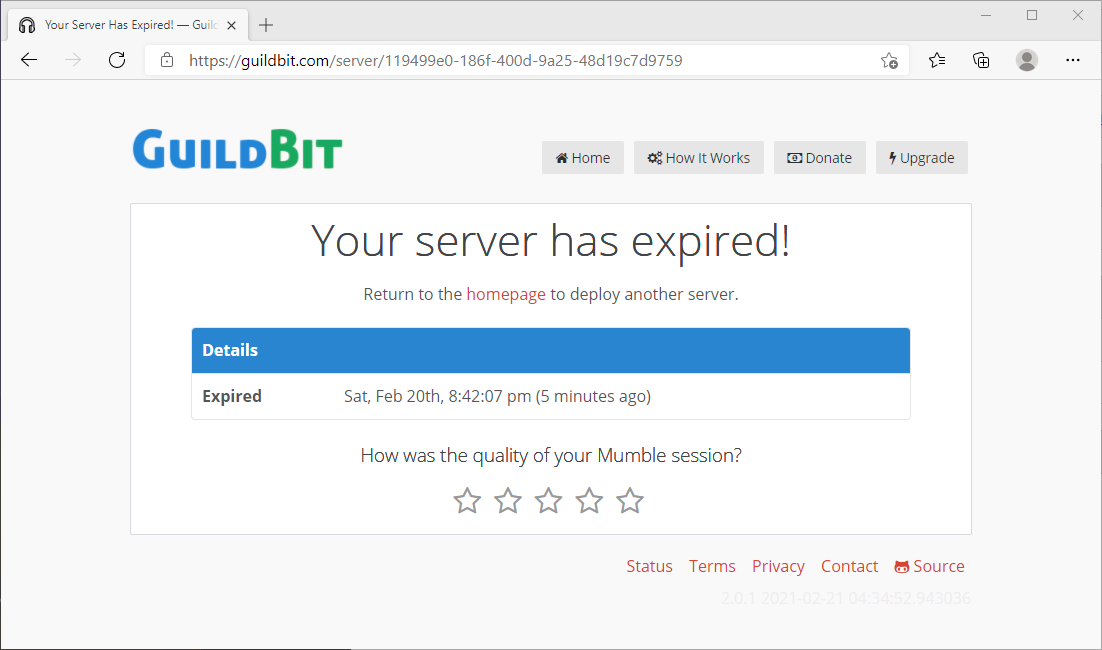 Your Server Has Expired! — Guil
https://guildbit.com/server/119499e0-186f-400d-9a25-48d19c7d9759
GUILDBIT
Home How It Works Donate Upgrade
Your server has expired!
Return to the homepage to deploy another server.
Details
Expired Sat, Feb 20th, 8:42:07 pm (5 minutes ago)
How was the quality of your Mumble session?
Status Terms Privacy Contact Source
2.0.1 2021-02-21 04:34:52.943036